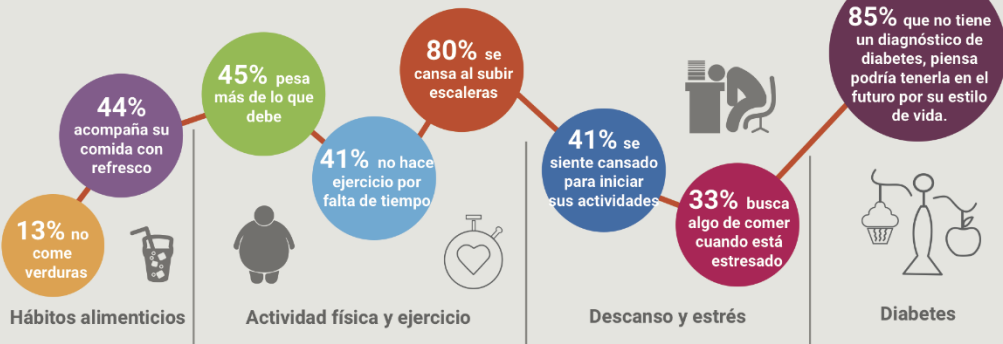 13% no
come
verduras
44%
acompaña su
comida con
refresco
Hábitos alimenticios
45% pesa
más de lo que
debe
41% no hace
ejercicio por
falta de tiempo
80% se
cansa al subir
escaleras
Actividad física y ejercicio
41% se
siente cansado
para iniciar
sus actividades
33% busca
algo de comer
cuando está
estresado
Descanso y estrés
85% que no tiene
un diagnóstico de
diabetes, piensa
podría tenerla en el
futuro por su estilo
de vida.
Diabetes